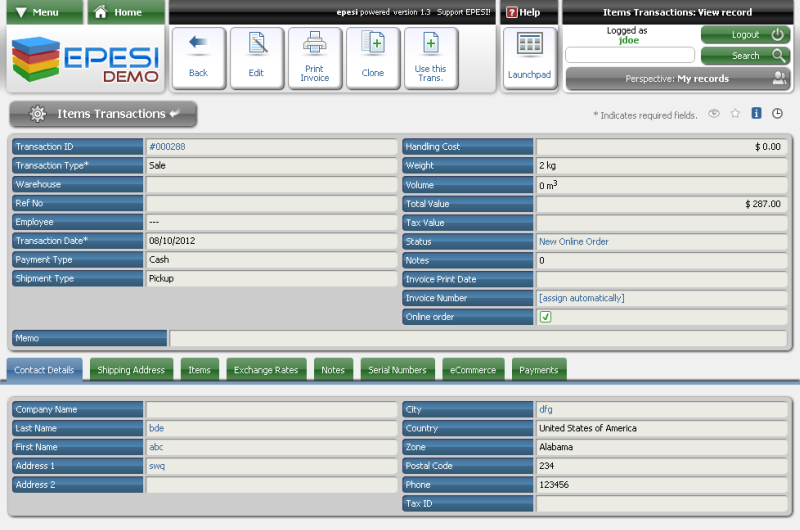 Menu
Home
epesi powered version 1.3 Support EPESI!
Help
Items Transactions: View record
EPESI
DEMO
Back
Edit
Print
Invoice
Clone
Use this
Trans.
Launchpad
Logged as
jdoe
Logout
Search
Perspective: My records
Items Transactions
* Indicates required fields.
Transaction ID #000288
Transaction Type* Sale
Warehouse
Ref No
Employee ---
Transaction Date* 08/10/2012
Payment Type Cash
Shipment Type Pickup
Handling Cost $ 0.00
Weight 2 kg
Volume 0 m³
Total Value $ 287.00
Tax Value
Status New Online Order
Notes 0
Invoice Print Date
Invoice Number [assign automatically]
Online order
Memo
Contact Details Shipping Address Items Exchange Rates Notes Serial Numbers eCommerce Payments
Company Name
Last Name bde
First Name abc
Address 1 swq
Address 2
City dfg
Country United States of America
Zone Alabama
Postal Code 234
Phone 123456
Tax ID